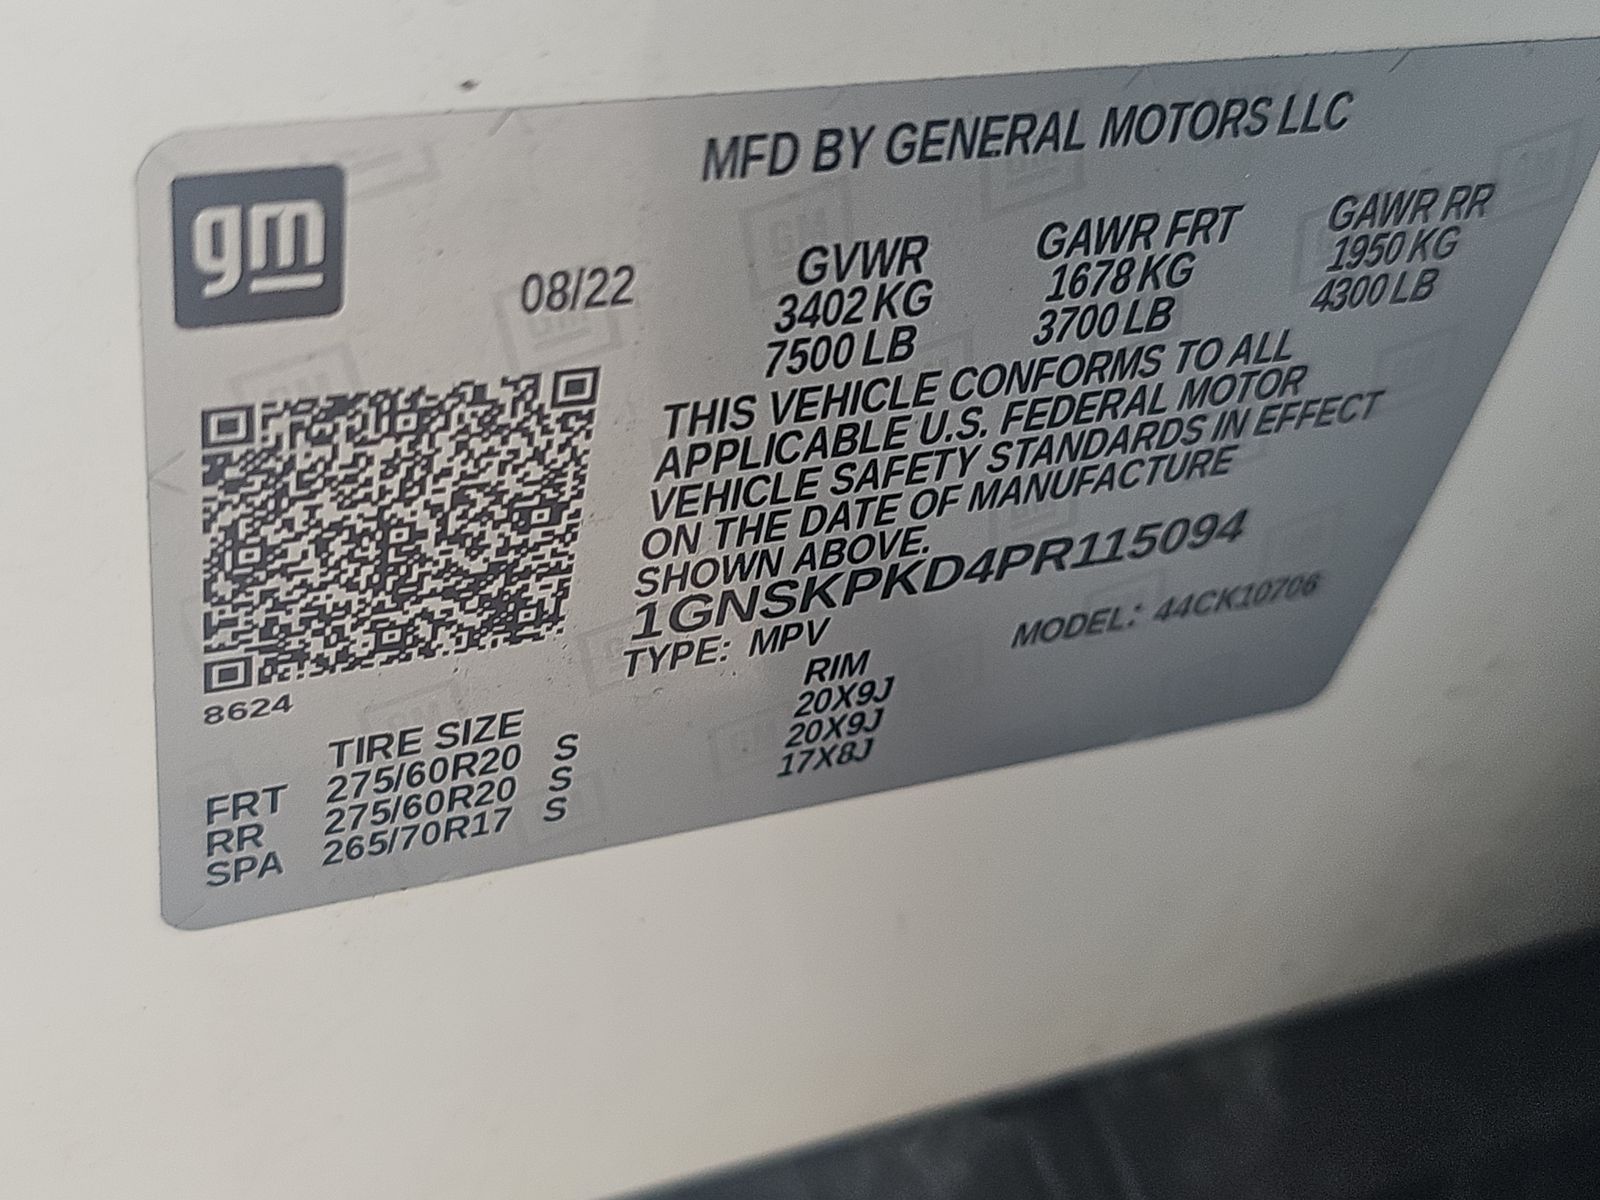 gm
MFD BY GENERAL MOTORS LLC
08/22
GVWR GAWR FRT GAWR RR
3402 KG 1678 KG 1950 KG
7500 LB 3700 LB 4300 LB
THIS VEHICLE CONFORMS TO ALL
APPLICABLE U.S. FEDERAL MOTOR
VEHICLE SAFETY STANDARDS IN EFFECT
ON THE DATE OF MANUFACTURE
SHOWN ABOVE.
1GNSKPKD4PR115094
TYPE: MPV MODEL: 44CK10706
8624
TIRE SIZE RIM
FRT 275/60R20 S 20X9J
RR 275/60R20 S 20X9J
SPA 265/70R17 S 17X8J